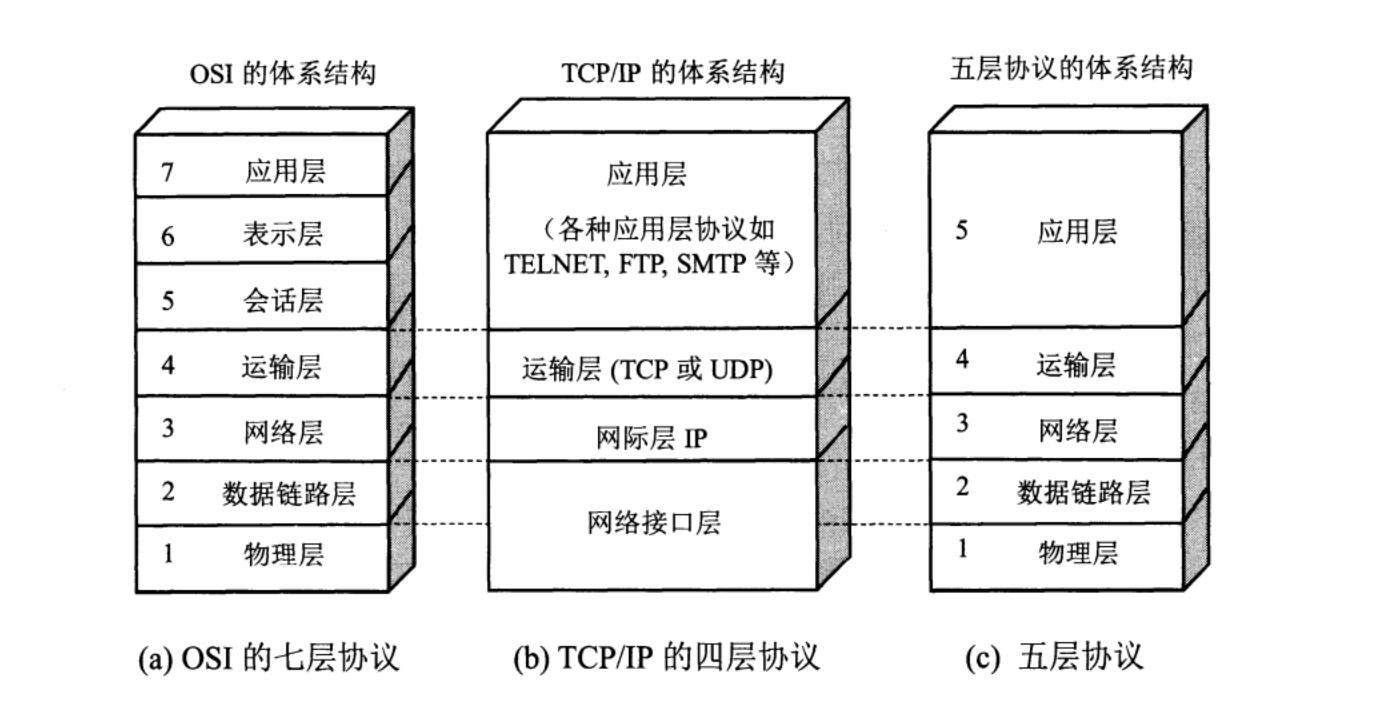 OSI 的体系结构
7 应用层
6 表示层
5 会话层
4 运输层
3 网络层
2 数据链路层
1 物理层
(a) OSI 的七层协议
TCP/IP 的体系结构
应用层
（各种应用层协议如
TELNET, FTP, SMTP 等）
运输层 (TCP 或 UDP)
网际层 IP
网络接口层
(b) TCP/IP 的四层协议
五层协议的体系结构
5 应用层
4 运输层
3 网络层
2 数据链路层
1 物理层
(c) 五层协议